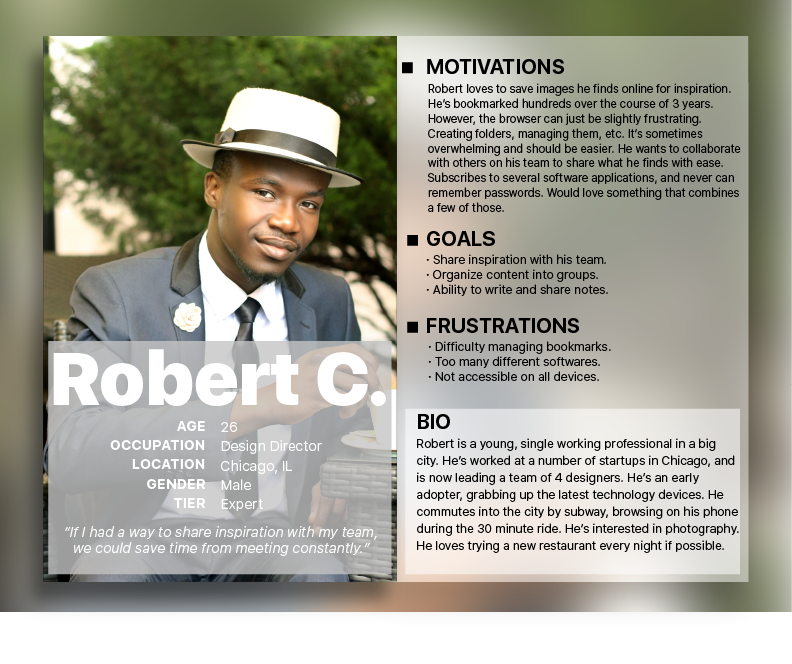 Robert C.
AGE 26
OCCUPATION Design Director
LOCATION Chicago, IL
GENDER Male
TIER Expert
“If I had a way to share inspiration with my team,
we could save time from meeting constantly.”
MOTIVATIONS
Robert loves to save images he finds online for inspiration.
He’s bookmarked hundreds over the course of 3 years.
However, the browser can just be slightly frustrating.
Creating folders, managing them, etc. It’s sometimes
overwhelming and should be easier. He wants to collaborate
with others on his team to share what he finds with ease.
Subscribes to several software applications, and never can
remember passwords. Would love something that combines
a few of those.
GOALS
· Share inspiration with his team.
· Organize content into groups.
· Ability to write and share notes.
FRUSTRATIONS
· Difficulty managing bookmarks.
· Too many different softwares.
· Not accessible on all devices.
BIO
Robert is a young, single working professional in a big
city. He’s worked at a number of startups in Chicago, and
is now leading a team of 4 designers. He’s an early
adopter, grabbing up the latest technology devices. He
commutes into the city by subway, browsing on his phone
during the 30 minute ride. He’s interested in photography.
He loves trying a new restaurant every night if possible.